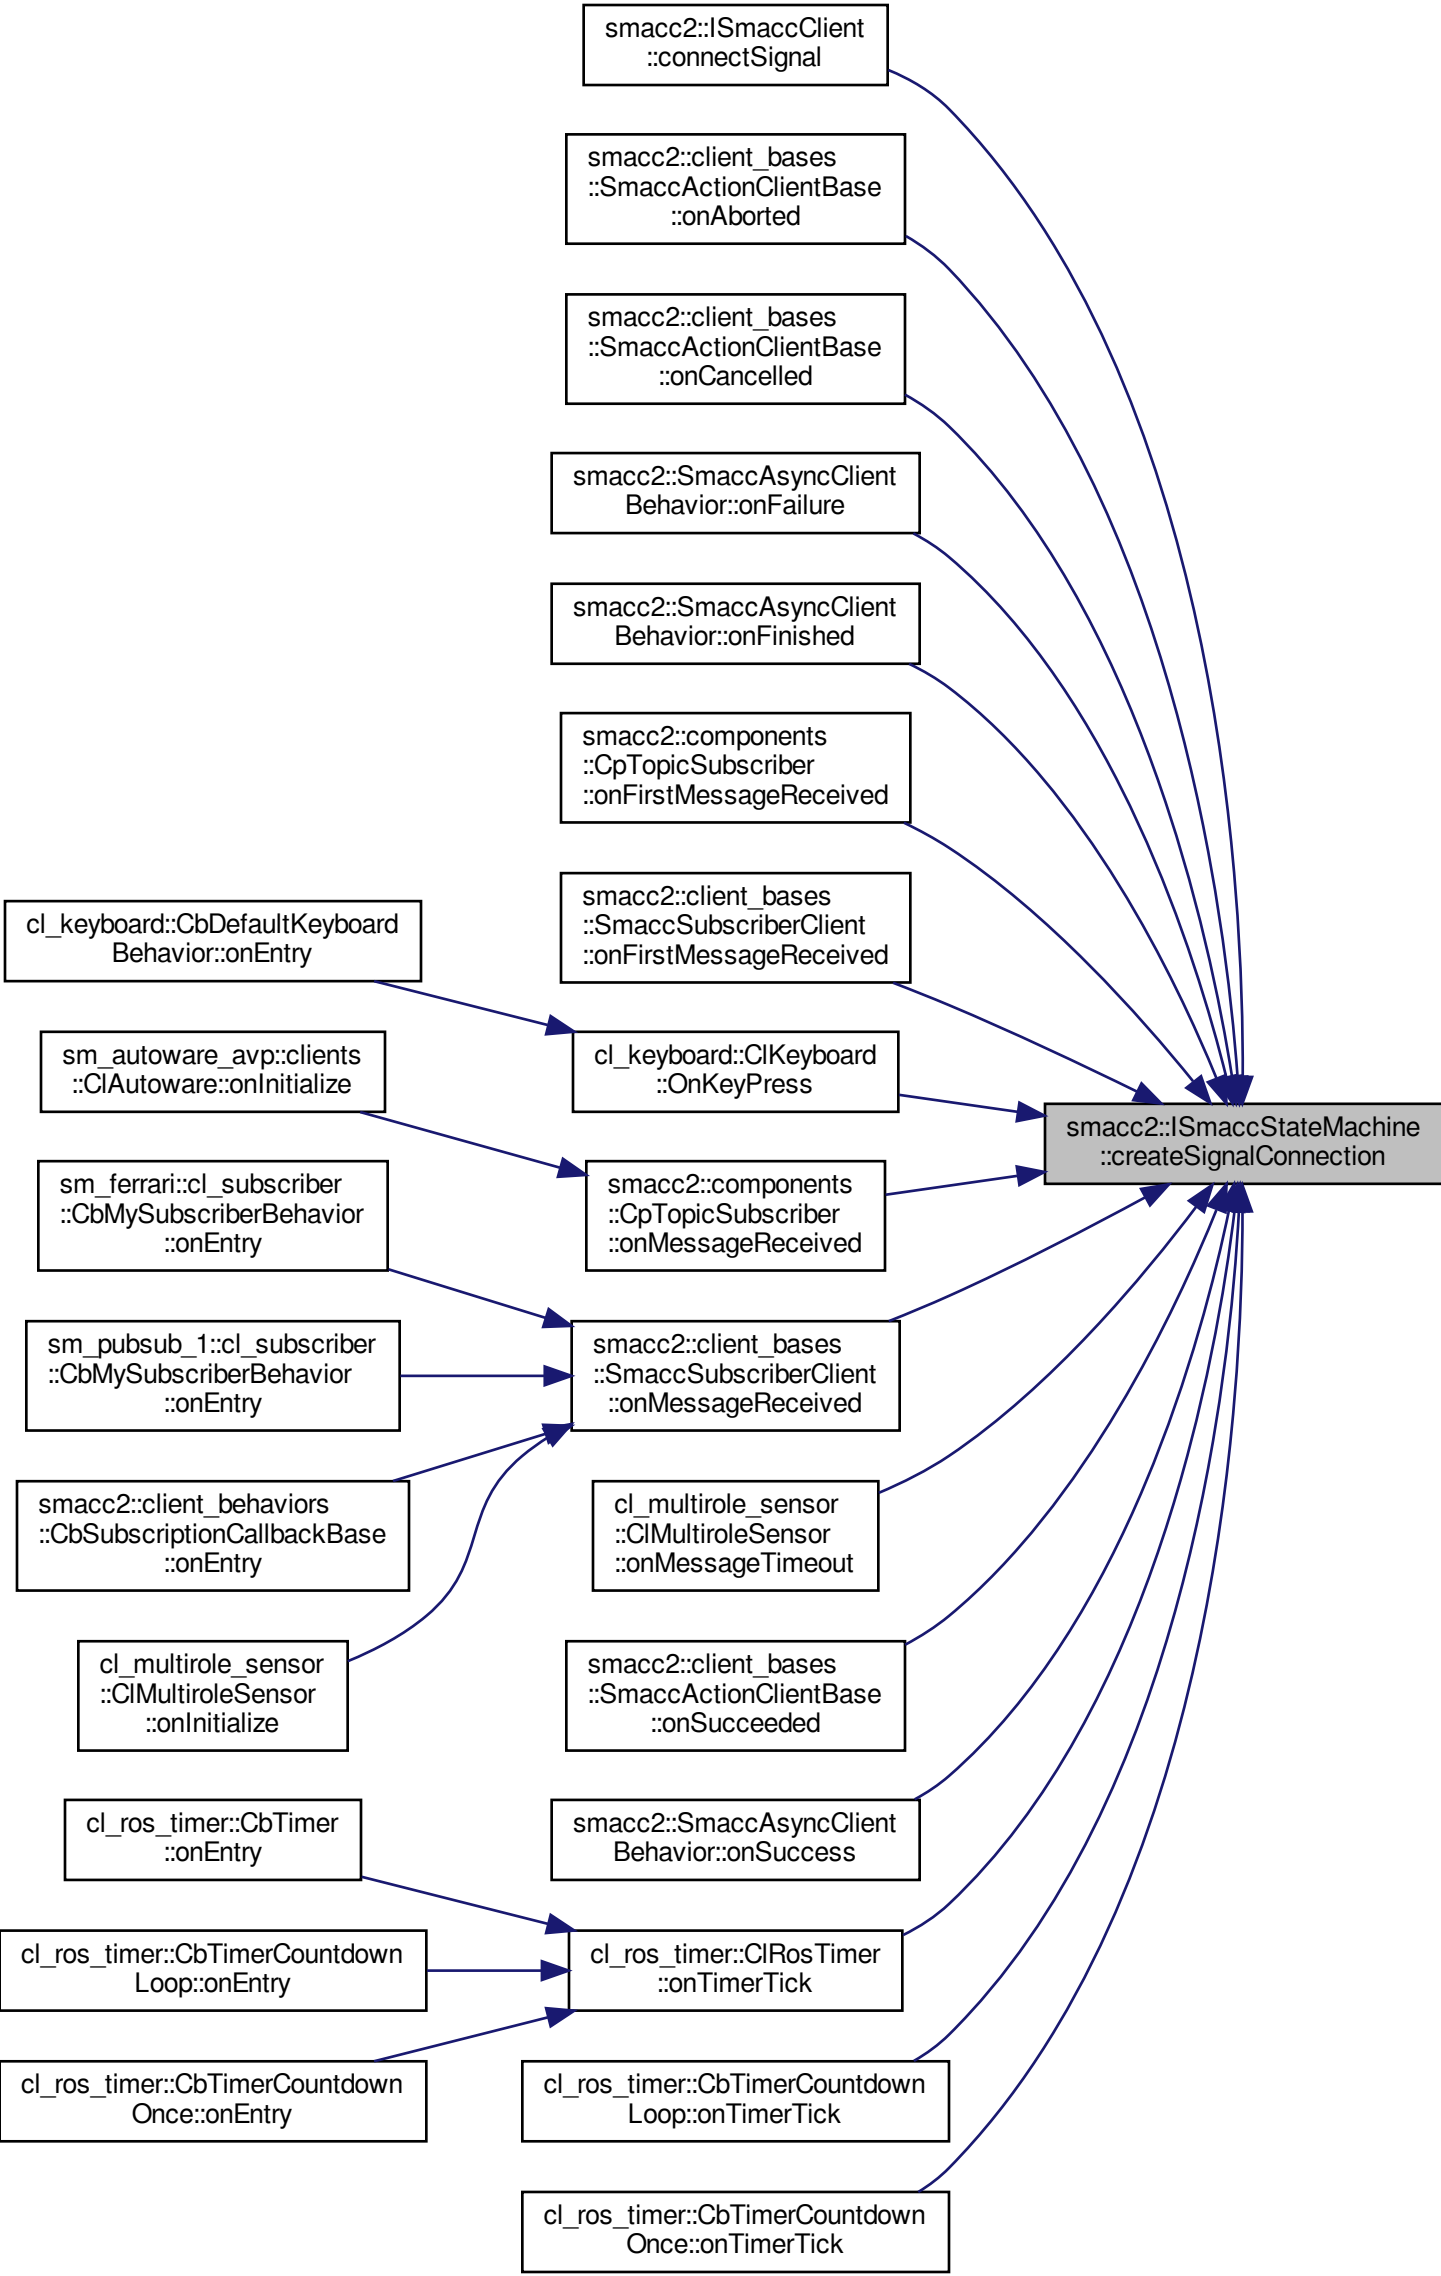 smacc2::ISmaccClient
::connectSignal
smacc2::client_bases
::SmaccActionClientBase
::onAborted
smacc2::client_bases
::SmaccActionClientBase
::onCancelled
smacc2::SmaccAsyncClient
Behavior::onFailure
smacc2::SmaccAsyncClient
Behavior::onFinished
smacc2::components
::CpTopicSubscriber
::onFirstMessageReceived
smacc2::client_bases
::SmaccSubscriberClient
::onFirstMessageReceived
cl_keyboard::CbDefaultKeyboard
Behavior::onEntry
cl_keyboard::ClKeyboard
::OnKeyPress
sm_autoware_avp::clients
::ClAutoware::onInitialize
smacc2::ISmaccStateMachine
::createSignalConnection
smacc2::components
::CpTopicSubscriber
::onMessageReceived
sm_ferrari::cl_subscriber
::CbMySubscriberBehavior
::onEntry
sm_pubsub_1::cl_subscriber
::CbMySubscriberBehavior
::onEntry
smacc2::client_bases
::SmaccSubscriberClient
::onMessageReceived
smacc2::client_behaviors
::CbSubscriptionCallbackBase
::onEntry
cl_multirole_sensor
::ClMultiroleSensor
::onMessageTimeout
cl_multirole_sensor
::ClMultiroleSensor
::onInitialize
smacc2::client_bases
::SmaccActionClientBase
::onSucceeded
cl_ros_timer::CbTimer
::onEntry
smacc2::SmaccAsyncClient
Behavior::onSuccess
cl_ros_timer::CbTimerCountdown
Loop::onEntry
cl_ros_timer::ClRosTimer
::onTimerTick
cl_ros_timer::CbTimerCountdown
Once::onEntry
cl_ros_timer::CbTimerCountdown
Loop::onTimerTick
cl_ros_timer::CbTimerCountdown
Once::onTimerTick